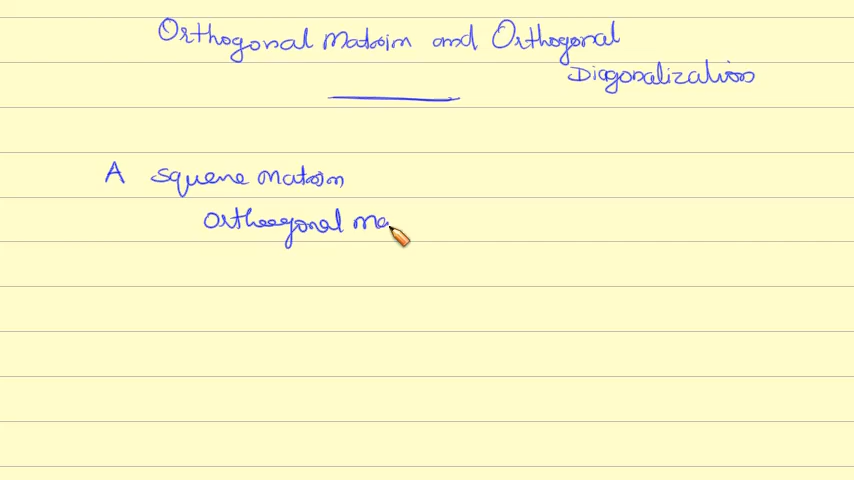 Orthogonal Matrix and Orthogonal
Diagonalization
A square matrix
Orthogonal ma